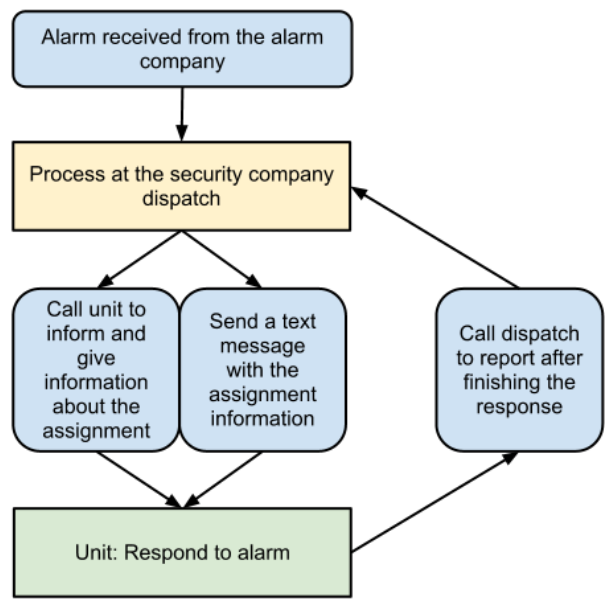 Alarm received from the alarm
company
Process at the security company
dispatch
Call unit to
inform and
give
information
about the
assignment
Send a text
message
with the
assignment
information
Call dispatch
to report after
finishing the
response
Unit: Respond to alarm